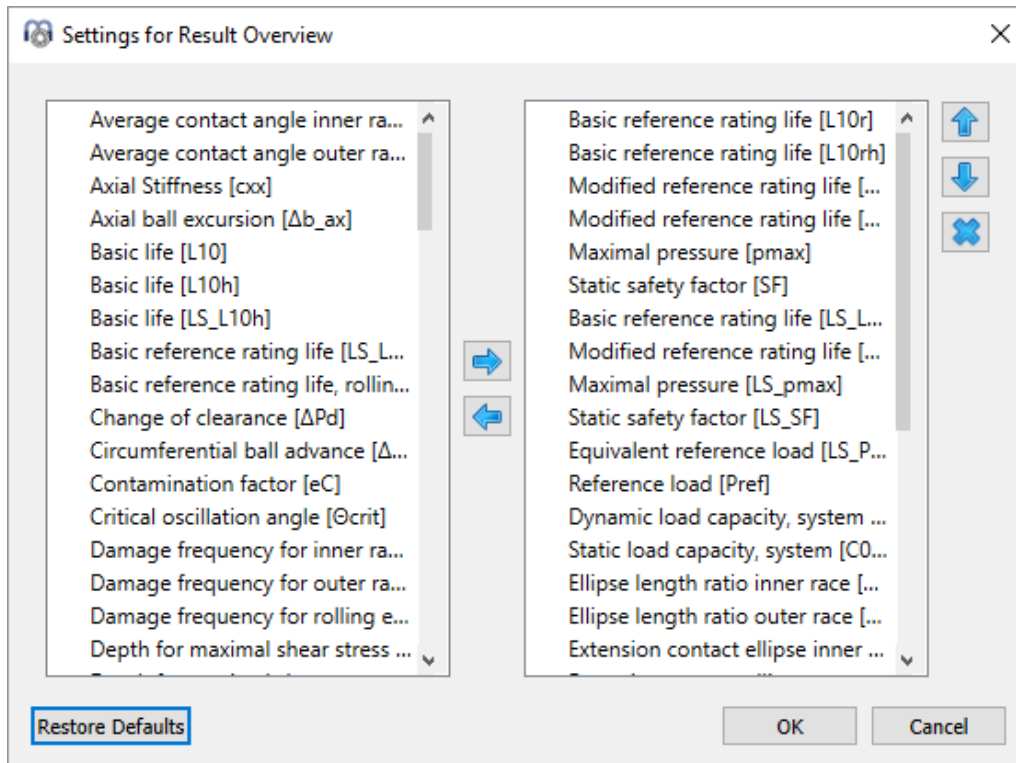 Settings for Result Overview
Average contact angle inner ra...
Average contact angle outer ra...
Axial Stiffness [cxx]
Axial ball excursion [Δb_ax]
Basic life [L10]
Basic life [L10h]
Basic life [LS_L10h]
Basic reference rating life [LS_L...
Basic reference rating life, rollin...
Change of clearance [ΔPd]
Circumferential ball advance [Δ...
Contamination factor [eC]
Critical oscillation angle [Θcrit]
Damage frequency for inner ra...
Damage frequency for outer ra...
Damage frequency for rolling e...
Depth for maximal shear stress ...
Basic reference rating life [L10r]
Basic reference rating life [L10rh]
Modified reference rating life [...
Modified reference rating life [...
Maximal pressure [pmax]
Static safety factor [SF]
Basic reference rating life [LS_L...
Modified reference rating life [...
Maximal pressure [LS_pmax]
Static safety factor [LS_SF]
Equivalent reference load [LS_P...
Reference load [Pref]
Dynamic load capacity, system ...
Static load capacity, system [C0...
Ellipse length ratio inner race [...
Ellipse length ratio outer race [...
Extension contact ellipse inner ...
Restore Defaults
OK
Cancel